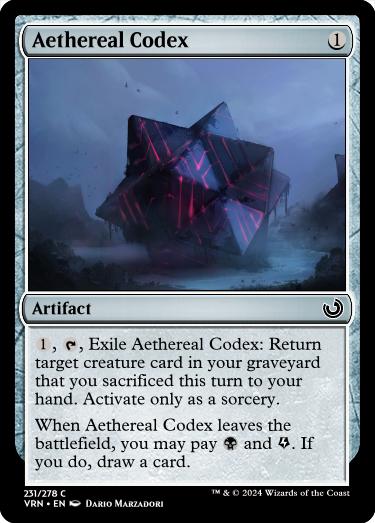 Aethereal Codex 1
Artifact
1, T, Exile Aethereal Codex: Return
target creature card in your graveyard
that you sacrificed this turn to your
hand. Activate only as a sorcery.
When Aethereal Codex leaves the
battlefield, you may pay and . If
you do, draw a card.
231/278 C
VRN • EN DARIO MARZADORI
™ & © 2024 Wizards of the Coast